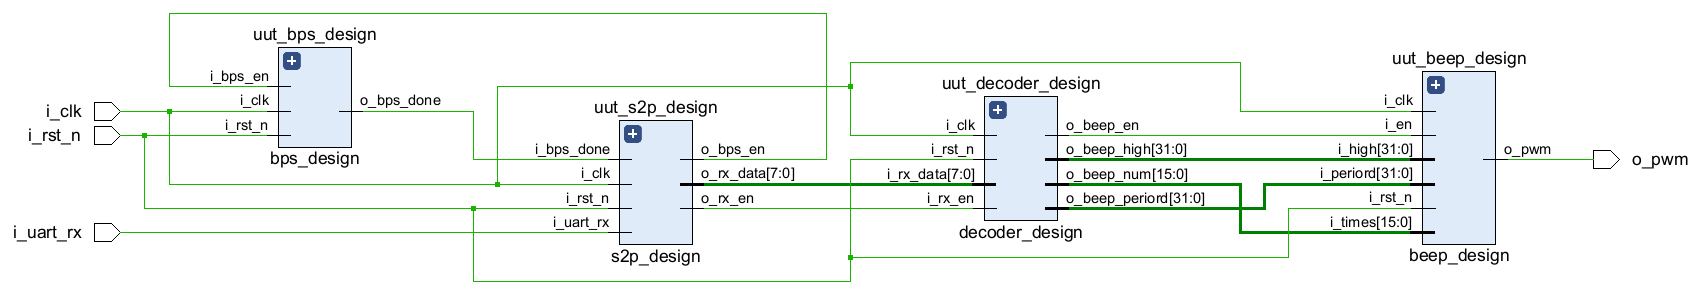 i_clk
i_rst_n
i_uart_rx
uut_bps_design
i_bps_en
i_clk
i_rst_n
o_bps_done
bps_design
uut_s2p_design
i_bps_done
i_clk
i_rst_n
i_uart_rx
o_bps_en
o_rx_data[7:0]
o_rx_en
s2p_design
uut_decoder_design
i_clk
i_rst_n
i_rx_data[7:0]
i_rx_en
o_beep_en
o_beep_high[31:0]
o_beep_num[15:0]
o_beep_periord[31:0]
decoder_design
uut_beep_design
i_clk
i_en
i_high[31:0]
i_periord[31:0]
i_rst_n
i_times[15:0]
o_pwm
beep_design
o_pwm